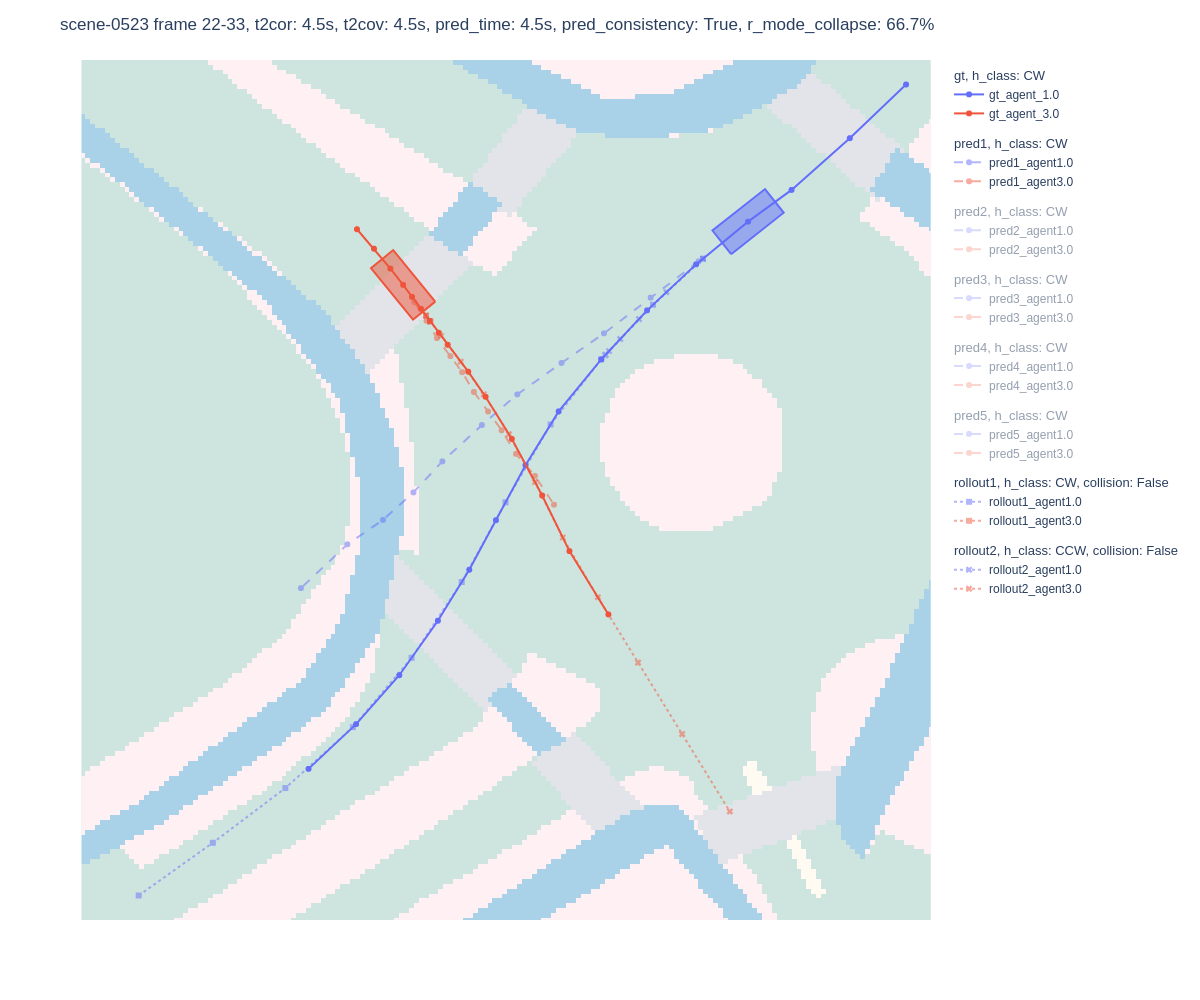 scene-0523 frame 22-33, t2cor: 4.5s, t2cov: 4.5s, pred_time: 4.5s, pred_consistency: True, r_mode_collapse: 66.7%
gt, h_class: CW
gt_agent_1.0
gt_agent_3.0
pred1, h_class: CW
pred1_agent1.0
pred1_agent3.0
pred2, h_class: CW
pred2_agent1.0
pred2_agent3.0
pred3, h_class: CW
pred3_agent1.0
pred3_agent3.0
pred4, h_class: CW
pred4_agent1.0
pred4_agent3.0
pred5, h_class: CW
pred5_agent1.0
pred5_agent3.0
rollout1, h_class: CW, collision: False
rollout1_agent1.0
rollout1_agent3.0
rollout2, h_class: CCW, collision: False
rollout2_agent1.0
rollout2_agent3.0